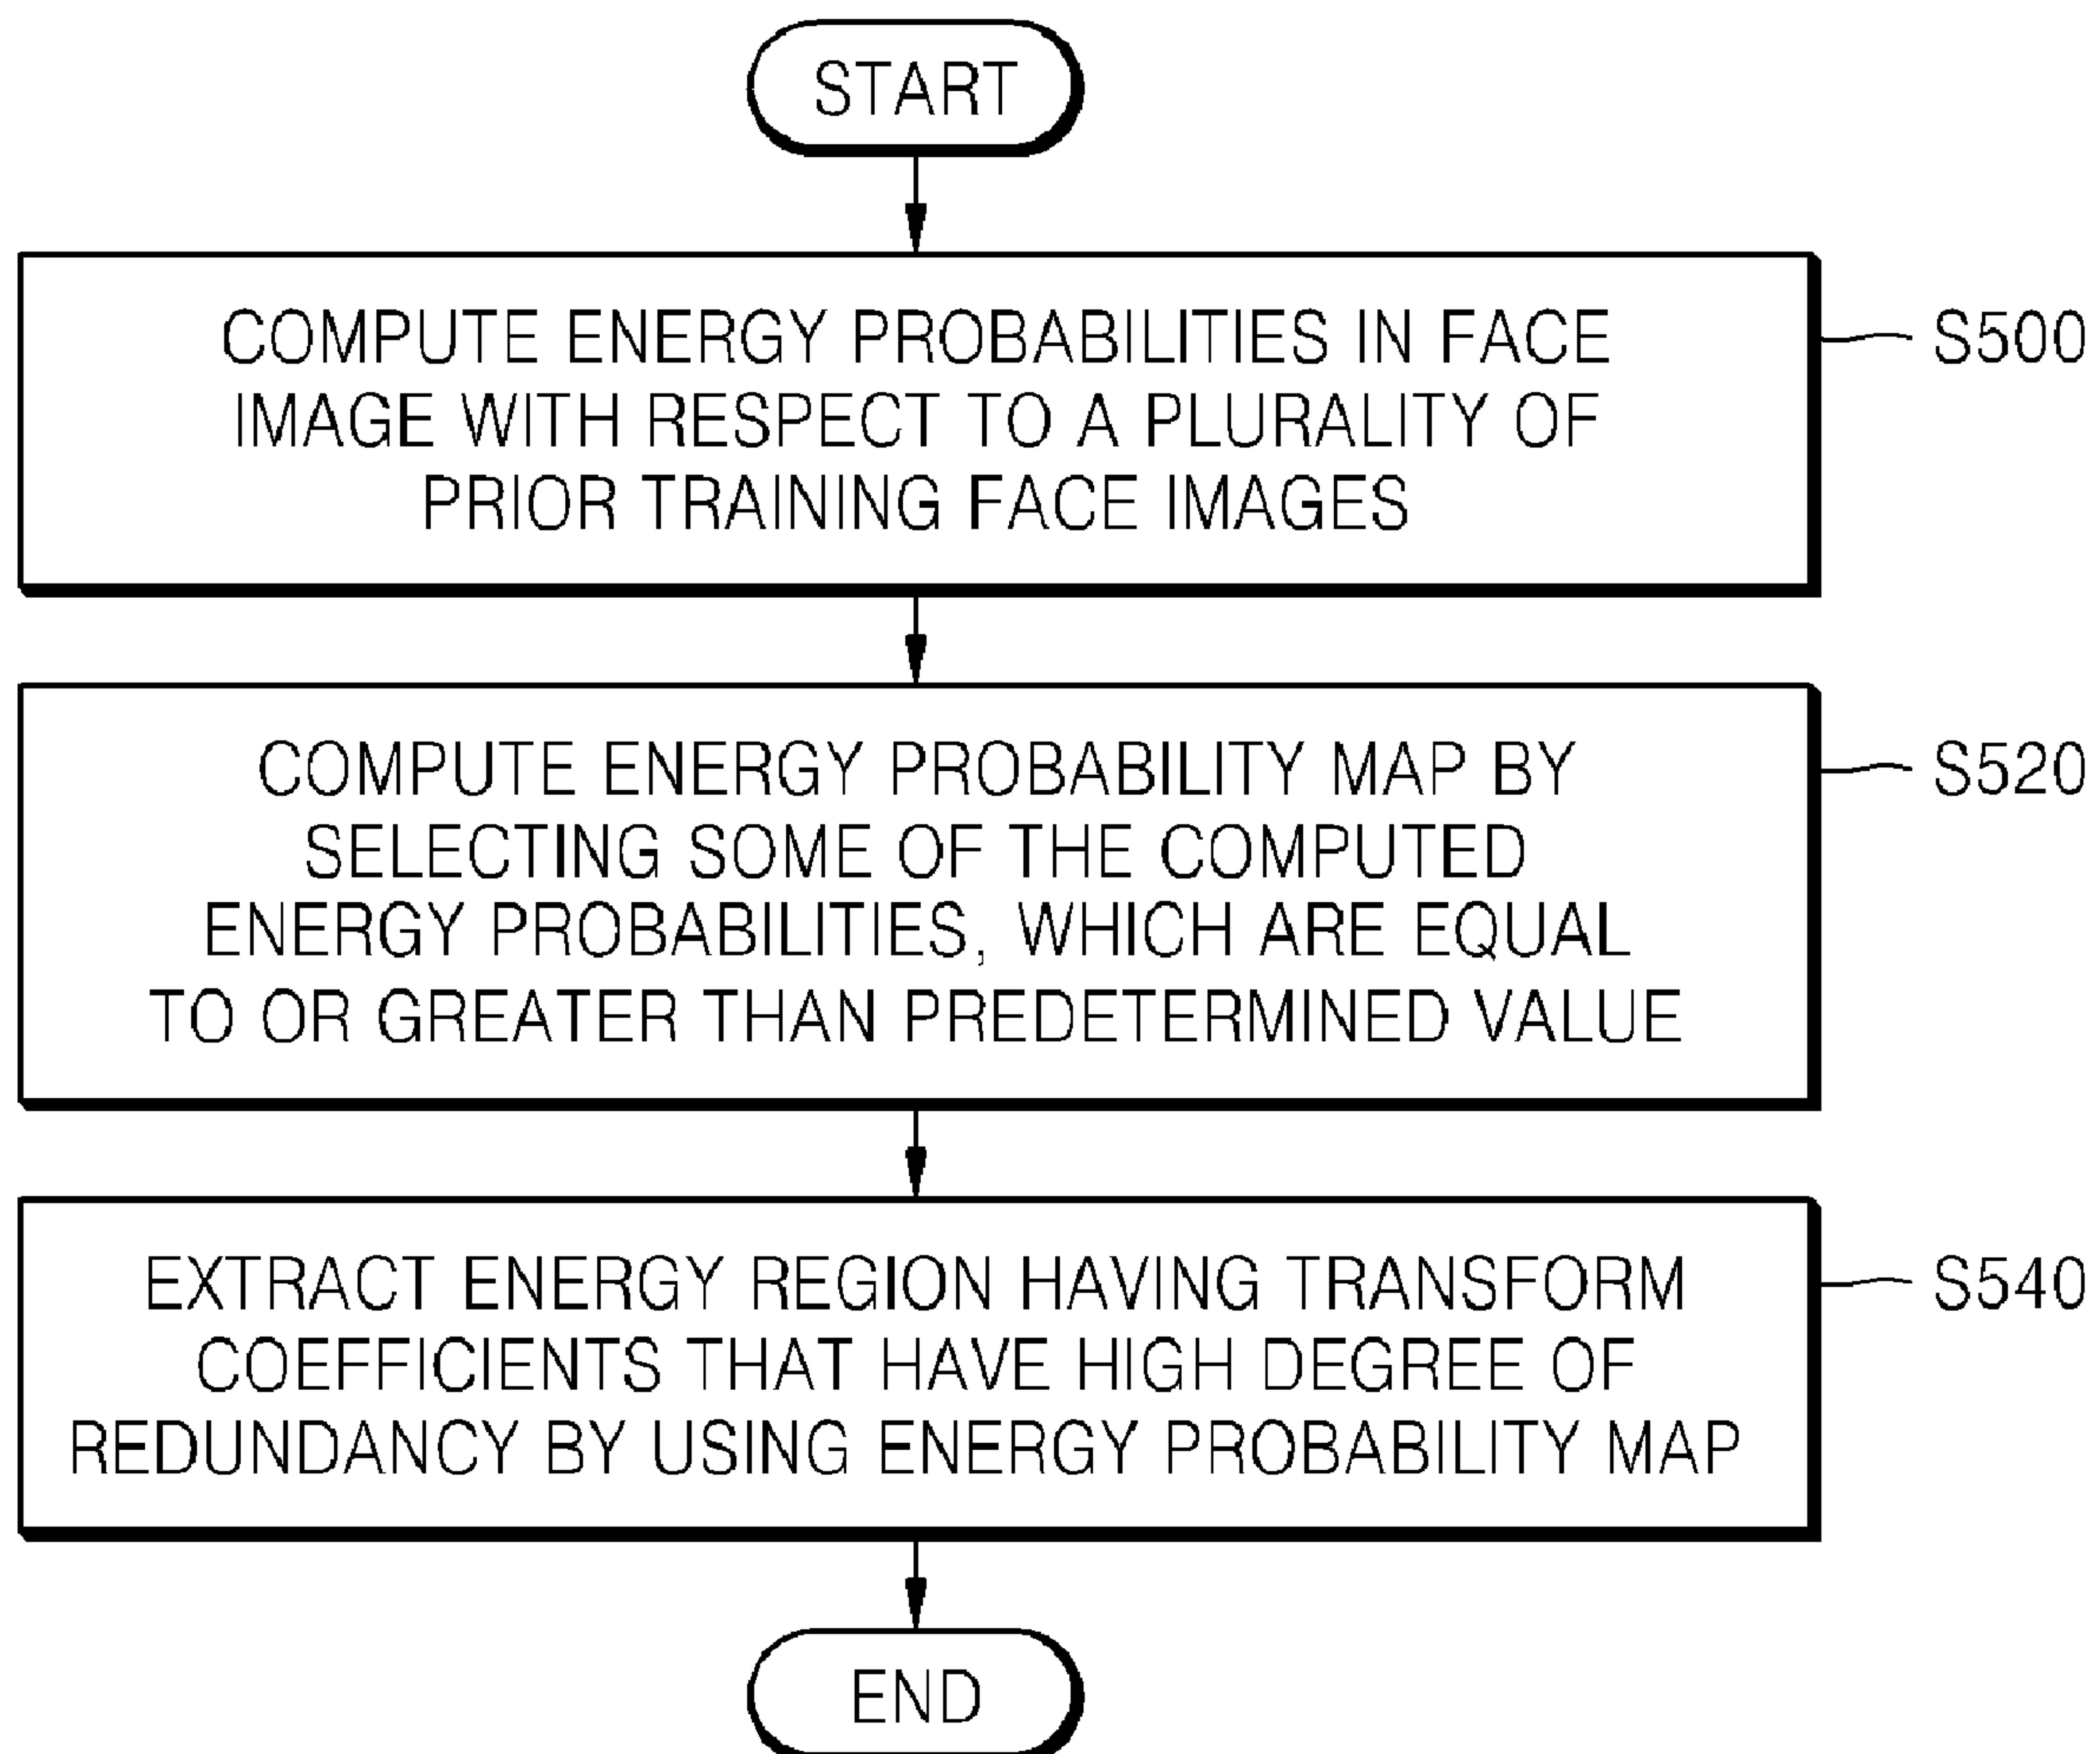 START
COMPUTE ENERGY PROBABILITIES IN FACE
IMAGE WITH RESPECT TO A PLURALITY OF
PRIOR TRAINING FACE IMAGES
S500
COMPUTE ENERGY PROBABILITY MAP BY
SELECTING SOME OF THE COMPUTED
ENERGY PROBABILITIES, WHICH ARE EQUAL
TO OR GREATER THAN PREDETERMINED VALUE
S520
EXTRACT ENERGY REGION HAVING TRANSFORM
COEFFICIENTS THAT HAVE HIGH DEGREE OF
REDUNDANCY BY USING ENERGY PROBABILITY MAP
S540
END